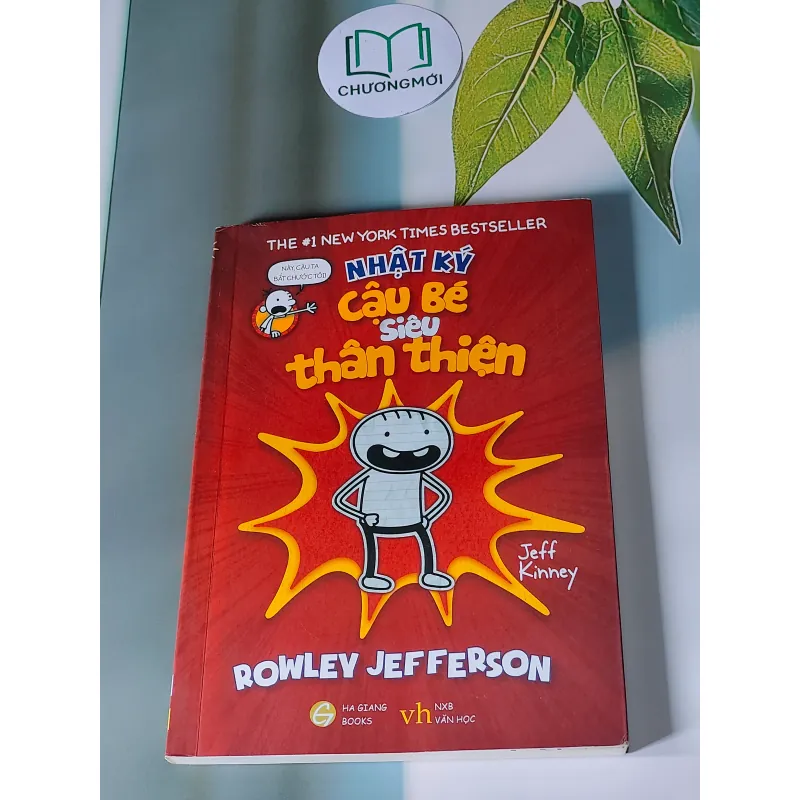 CHƯƠNGMỚI
THE #1 NEW YORK TIMES BESTSELLER
NÀY, CẬU TA
BẮT CHƯỚC TỚ!!
NHẬT KÝ
CẬU BÉ
SIÊU
THÂN THIỆN
Jeff
Kinney
ROWLEY JEFFERSON
HA GIANG
BOOKS
vh
NXB
VĂN HỌC